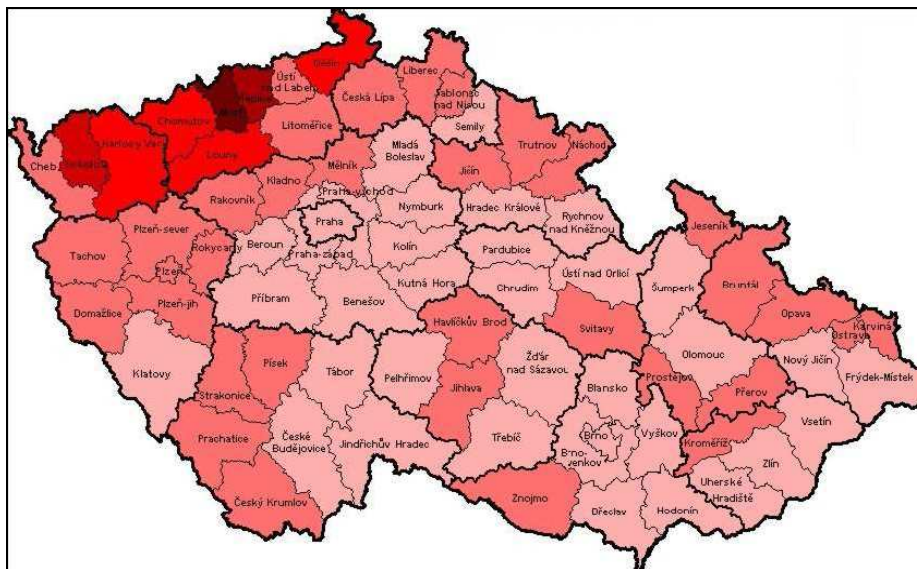 Děčín
Ústí
nad Labem
Liberec
Česká Lípa
Jablonec
nad Nisou
Teplice
Most
Chomutov
Litoměřice
Semily
Karlovy Vary
Sokolov
Cheb
Louny
Mladá
Boleslav
Trutnov
Náchod
Mělník
Jičín
Kladno
Rakovník
Praha-východ
Nymburk
Hradec Králové
Rychnov
nad Kněžnou
Praha
Jeseník
Plzeň-sever
Rokycany
Beroun
Kolín
Pardubice
Praha-západ
Tachov
Plzeň
Ústí nad Orlicí
Kutná Hora
Chrudim
Šumperk
Bruntál
Příbram
Benešov
Plzeň-jih
Domažlice
Opava
Havlíčkův Brod
Karviná
Ostrava
Svitavy
Klatovy
Písek
Tábor
Pelhřimov
Žďár
nad Sázavou
Olomouc
Nový Jičín
Frýdek-Místek
Strakonice
Jihlava
Blansko
Prostějov
Přerov
Vsetín
Prachatice
České
Budějovice
Jindřichův Hradec
Třebíč
Brno
Brno-
venkov
Vyškov
Kroměříž
Zlín
Uherské
Hradiště
Český Krumlov
Znojmo
Břeclav
Hodonín